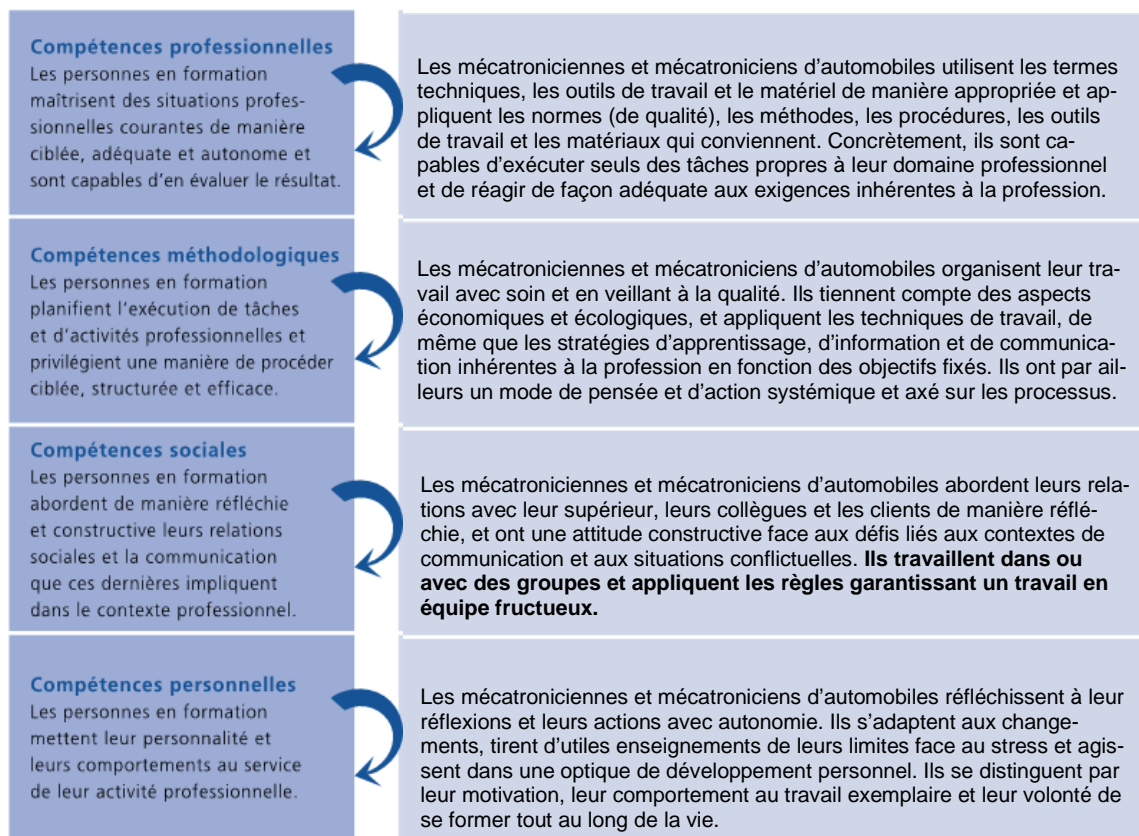 Compétences professionnelles
Les personnes en formation
maîtrisent des situations profes-
sionnelles courantes de manière
ciblée, adéquate et autonome et
sont capables d'en évaluer le résultat.
Les mécatroniciennes et mécatroniciens d'automobiles utilisent les termes
techniques, les outils de travail et le matériel de manière appropriée et ap-
pliquent les normes (de qualité), les méthodes, les procédures, les outils
de travail et les matériaux qui conviennent. Concrètement, ils sont ca-
pables d'exécuter seuls des tâches propres à leur domaine professionnel
et de réagir de façon adéquate aux exigences inhérentes à la profession.
Compétences méthodologiques
Les personnes en formation
planifient l'exécution de tâches
et d'activités professionnelles et
privilégient une manière de procéder
ciblée, structurée et efficace.
Les mécatroniciennes et mécatroniciens d'automobiles organisent leur tra-
vail avec soin et en veillant à la qualité. Ils tiennent compte des aspects
économiques et écologiques, et appliquent les techniques de travail, de
même que les stratégies d'apprentissage, d'information et de communica-
tion inhérentes à la profession en fonction des objectifs fixés. Ils ont par ail-
leurs un mode de pensée et d'action systémique et axé sur les processus.
Compétences sociales
Les personnes en formation
abordent de manière réfléchie
et constructive leurs relations
sociales et la communication
que ces dernières impliquent
dans le contexte professionnel.
Les mécatroniciennes et mécatroniciens d'automobiles abordent leurs rela-
tions avec leur supérieur, leurs collègues et les clients de manière réflé-
chie, et ont une attitude constructive face aux défis liés aux contextes de
communication et aux situations conflictuelles. Ils travaillent dans ou
avec des groupes et appliquent les règles garantissant un travail en
équipe fructueux.
Compétences personnelles
Les personnes en formation
mettent leur personnalité et
leurs comportements au service
de leur activité professionnelle.
Les mécatroniciennes et mécatroniciens d'automobiles réfléchissent à leur
réflexions et leurs actions avec autonomie. Ils s'adaptent aux change-
ments, tirent d'utiles enseignements de leurs limites face au stress et agis-
sent dans une optique de développement personnel. Ils se distinguent par
leur motivation, leur comportement au travail exemplaire et leur volonté de
se former tout au long de la vie.